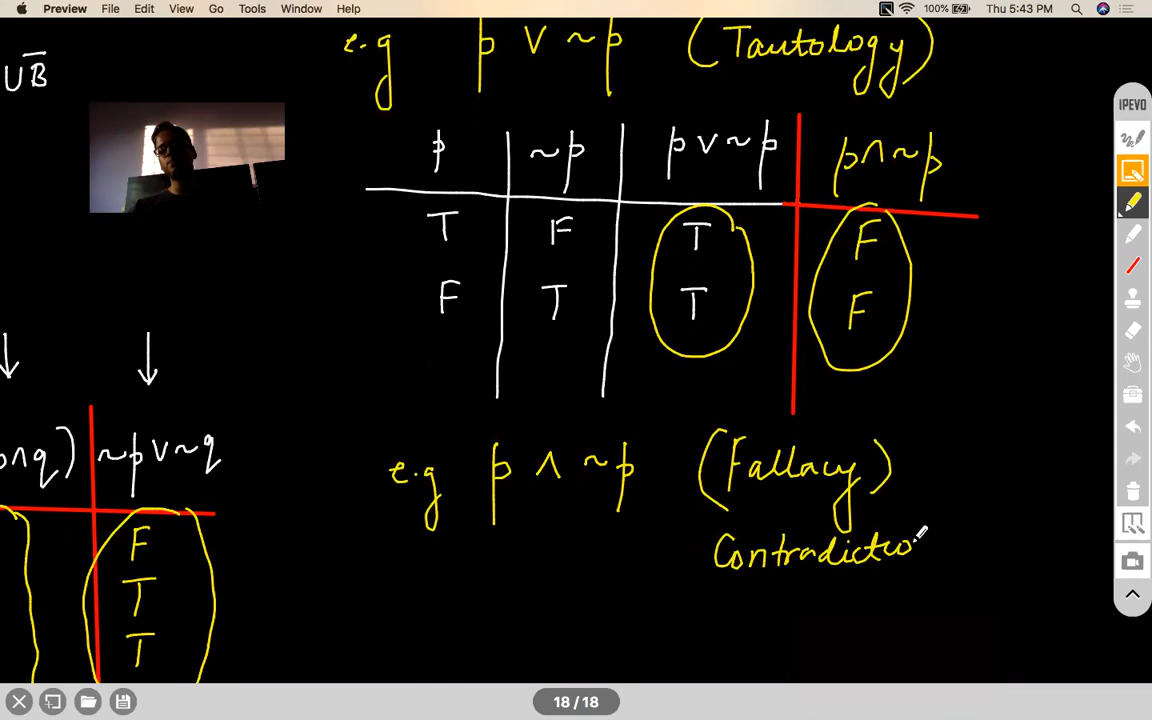 Preview File Edit View Go Tools Window Help 100% Thu 5:43 PM
e.g p ∨ ~p (Tautology)
∪B̅
IPEVO
p ~p p∨~p p∧~p
T F T F
F T T F
p∧q) ~p∨~q
e.g p ∧ ~p (Fallacy)
Contradictio
F
T
T
18 / 18